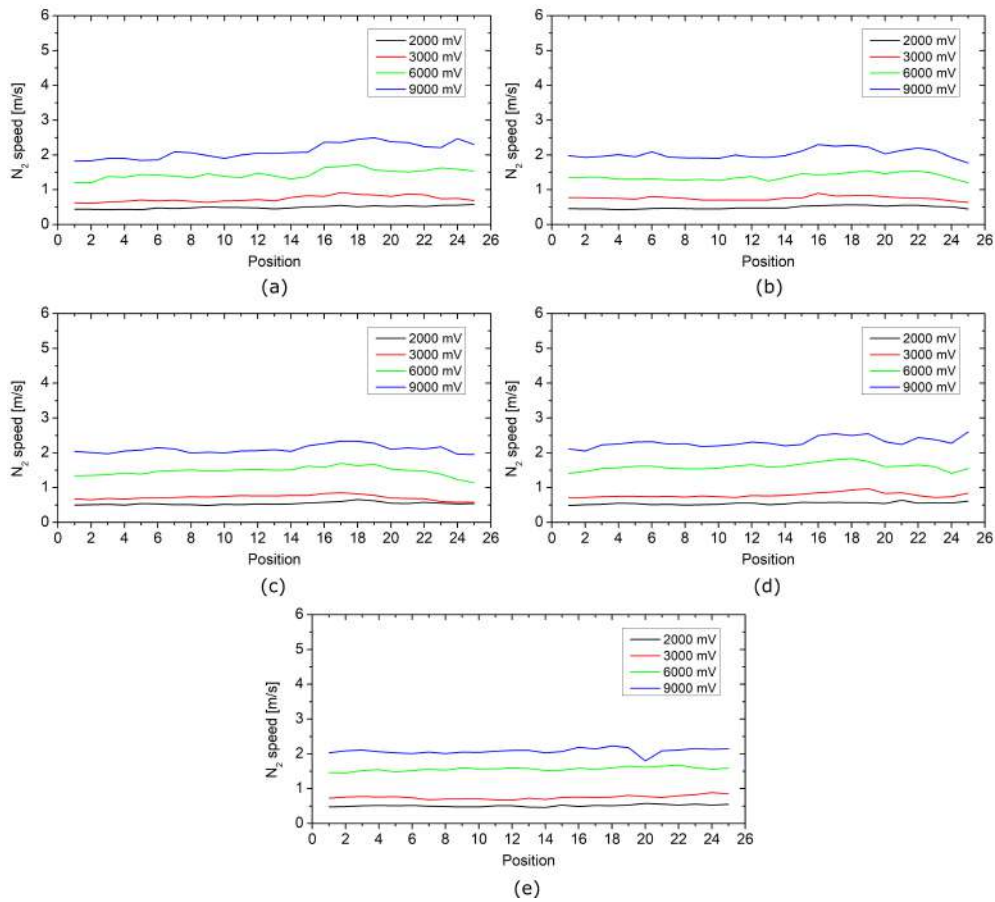 6
5
4
3
2
1
0
N2 speed [m/s]
2000 mV
3000 mV
6000 mV
9000 mV
0 2 4 6 8 10 12 14 16 18 20 22 24 26
Position
(a)
6
5
4
3
2
1
0
N2 speed [m/s]
2000 mV
3000 mV
6000 mV
9000 mV
0 2 4 6 8 10 12 14 16 18 20 22 24 26
Position
(b)
6
5
4
3
2
1
0
N2 speed [m/s]
2000 mV
3000 mV
6000 mV
9000 mV
0 2 4 6 8 10 12 14 16 18 20 22 24 26
Position
(c)
6
5
4
3
2
1
0
N2 speed [m/s]
2000 mV
3000 mV
6000 mV
9000 mV
0 2 4 6 8 10 12 14 16 18 20 22 24 26
Position
(d)
6
5
4
3
2
1
0
N2 speed [m/s]
2000 mV
3000 mV
6000 mV
9000 mV
0 2 4 6 8 10 12 14 16 18 20 22 24 26
Position
(e)